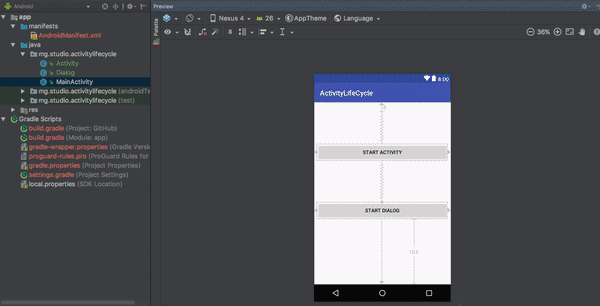 Android
app
manifests
AndroidManifest.xml
java
mg.studio.activitylifecycle
Activity
Dialog
MainActivity
mg.studio.activitylifecycle (androidTe
mg.studio.activitylifecycle (test)
res
Gradle Scripts
build.gradle (Project: GitHub)
build.gradle (Module: app)
gradle-wrapper.properties (Gradle Versio
proguard-rules.pro (ProGuard Rules for
gradle.properties (Project Properties)
settings.gradle (Project Settings)
local.properties (SDK Location)
Preview
Palette
Nexus 4
26
AppTheme
Language
8
36%
8:00
ActivityLifeCycle
START ACTIVITY
START DIALOG